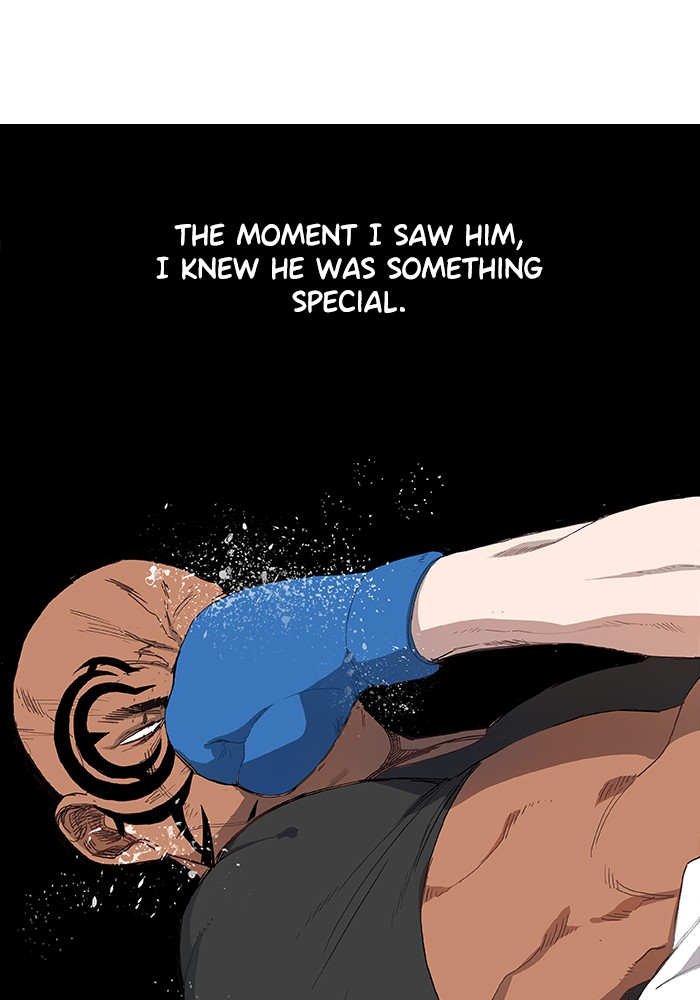 THE MOMENT I SAW HIM,
I KNEW HE WAS SOMETHING
SPECIAL.